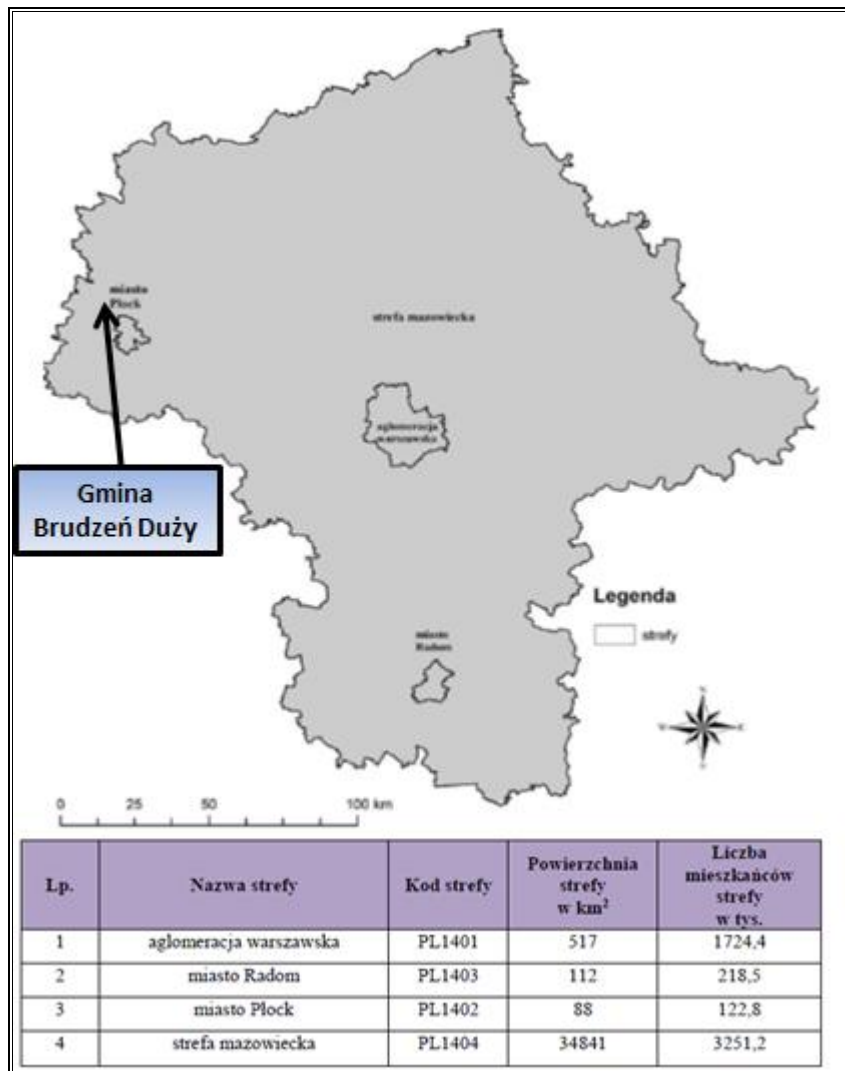 miasto
Płock
strefa mazowiecka
aglomeracja
warszawska
Gmina
Brudzeń Duży
Legenda
strefy
miasto
Radom
N
W
E
S
0 25 50 100 km
Lp. Nazwa strefy Kod strefy Powierzchnia strefy w km² Liczba mieszkańców strefy w tys.
1 aglomeracja warszawska PL1401 517 1724,4
2 miasto Radom PL1403 112 218,5
3 miasto Płock PL1402 88 122,8
4 strefa mazowiecka PL1404 34841 3251,2